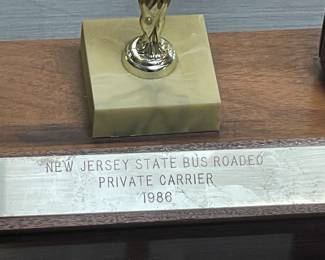 NEW JERSEY STATE BUS ROADEO
PRIVATE CARRIER
1986